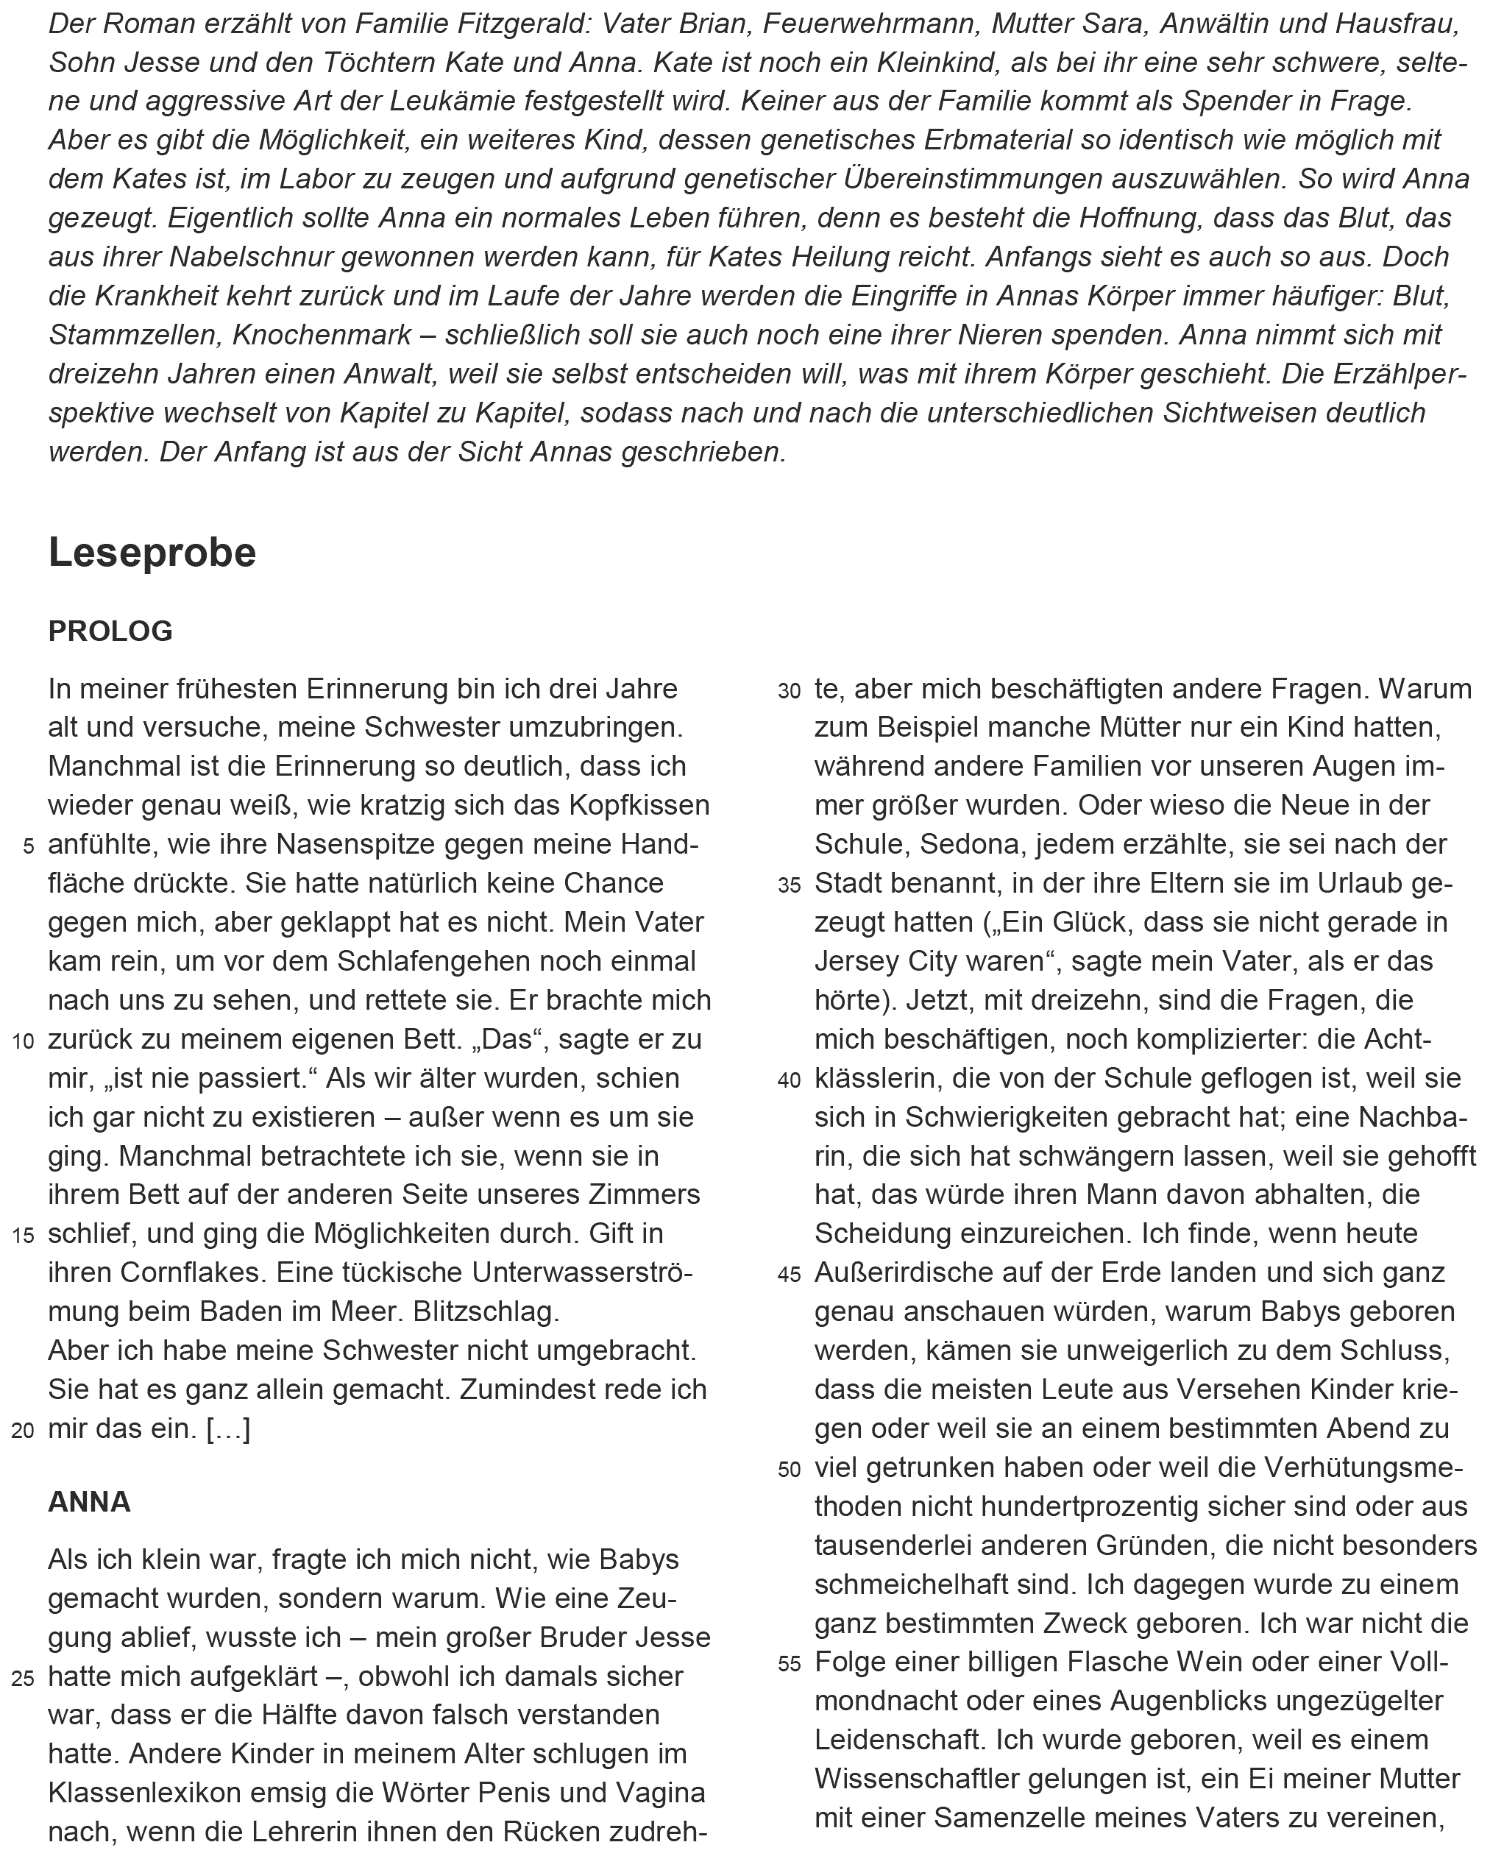 Der Roman erzählt von Familie Fitzgerald: Vater Brian, Feuerwehrmann, Mutter Sara, Anwältin und Hausfrau,
Sohn Jesse und den Töchtern Kate und Anna. Kate ist noch ein Kleinkind, als bei ihr eine sehr schwere, selte-
ne und aggressive Art der Leukämie festgestellt wird. Keiner aus der Familie kommt als Spender in Frage.
Aber es gibt die Möglichkeit, ein weiteres Kind, dessen genetisches Erbmaterial so identisch wie möglich mit
dem Kates ist, im Labor zu zeugen und aufgrund genetischer Übereinstimmungen auszuwählen. So wird Anna
gezeugt. Eigentlich sollte Anna ein normales Leben führen, denn es besteht die Hoffnung, dass das Blut, das
aus ihrer Nabelschnur gewonnen werden kann, für Kates Heilung reicht. Anfangs sieht es auch so aus. Doch
die Krankheit kehrt zurück und im Laufe der Jahre werden die Eingriffe in Annas Körper immer häufiger: Blut,
Stammzellen, Knochenmark – schließlich soll sie auch noch eine ihrer Nieren spenden. Anna nimmt sich mit
dreizehn Jahren einen Anwalt, weil sie selbst entscheiden will, was mit ihrem Körper geschieht. Die Erzählper-
spektive wechselt von Kapitel zu Kapitel, sodass nach und nach die unterschiedlichen Sichtweisen deutlich
werden. Der Anfang ist aus der Sicht Annas geschrieben.
Leseprobe
PROLOG
In meiner frühesten Erinnerung bin ich drei Jahre
alt und versuche, meine Schwester umzubringen.
Manchmal ist die Erinnerung so deutlich, dass ich
wieder genau weiß, wie kratzig sich das Kopfkissen
5 anfühlte, wie ihre Nasenspitze gegen meine Hand-
fläche drückte. Sie hatte natürlich keine Chance
gegen mich, aber geklappt hat es nicht. Mein Vater
kam rein, um vor dem Schlafengehen noch einmal
nach uns zu sehen, und rettete sie. Er brachte mich
10 zurück zu meinem eigenen Bett. „Das“, sagte er zu
mir, „ist nie passiert.“ Als wir älter wurden, schien
ich gar nicht zu existieren – außer wenn es um sie
ging. Manchmal betrachtete ich sie, wenn sie in
ihrem Bett auf der anderen Seite unseres Zimmers
15 schlief, und ging die Möglichkeiten durch. Gift in
ihren Cornflakes. Eine tückische Unterwasserströ-
mung beim Baden im Meer. Blitzschlag.
Aber ich habe meine Schwester nicht umgebracht.
Sie hat es ganz allein gemacht. Zumindest rede ich
20 mir das ein. […]
ANNA
Als ich klein war, fragte ich mich nicht, wie Babys
gemacht wurden, sondern warum. Wie eine Zeu-
gung ablief, wusste ich – mein großer Bruder Jesse
25 hatte mich aufgeklärt –, obwohl ich damals sicher
war, dass er die Hälfte davon falsch verstanden
hatte. Andere Kinder in meinem Alter schlugen im
Klassenlexikon emsig die Wörter Penis und Vagina
nach, wenn die Lehrerin ihnen den Rücken zudreh-
30 te, aber mich beschäftigten andere Fragen. Warum
zum Beispiel manche Mütter nur ein Kind hatten,
während andere Familien vor unseren Augen im-
mer größer wurden. Oder wieso die Neue in der
Schule, Sedona, jedem erzählte, sie sei nach der
35 Stadt benannt, in der ihre Eltern sie im Urlaub ge-
zeugt hatten („Ein Glück, dass sie nicht gerade in
Jersey City waren“, sagte mein Vater, als er das
hörte). Jetzt, mit dreizehn, sind die Fragen, die
mich beschäftigen, noch komplizierter: die Acht-
40 klässlerin, die von der Schule geflogen ist, weil sie
sich in Schwierigkeiten gebracht hat; eine Nachba-
rin, die sich hat schwängern lassen, weil sie gehofft
hat, das würde ihren Mann davon abhalten, die
Scheidung einzureichen. Ich finde, wenn heute
45 Außerirdische auf der Erde landen und sich ganz
genau anschauen würden, warum Babys geboren
werden, kämen sie unweigerlich zu dem Schluss,
dass die meisten Leute aus Versehen Kinder krie-
gen oder weil sie an einem bestimmten Abend zu
50 viel getrunken haben oder weil die Verhütungsme-
thoden nicht hundertprozentig sicher sind oder aus
tausenderlei anderen Gründen, die nicht besonders
schmeichelhaft sind. Ich dagegen wurde zu einem
ganz bestimmten Zweck geboren. Ich war nicht die
55 Folge einer billigen Flasche Wein oder einer Voll-
mondnacht oder eines Augenblicks ungezügelter
Leidenschaft. Ich wurde geboren, weil es einem
Wissenschaftler gelungen ist, ein Ei meiner Mutter
mit einer Samenzelle meines Vaters zu vereinen,